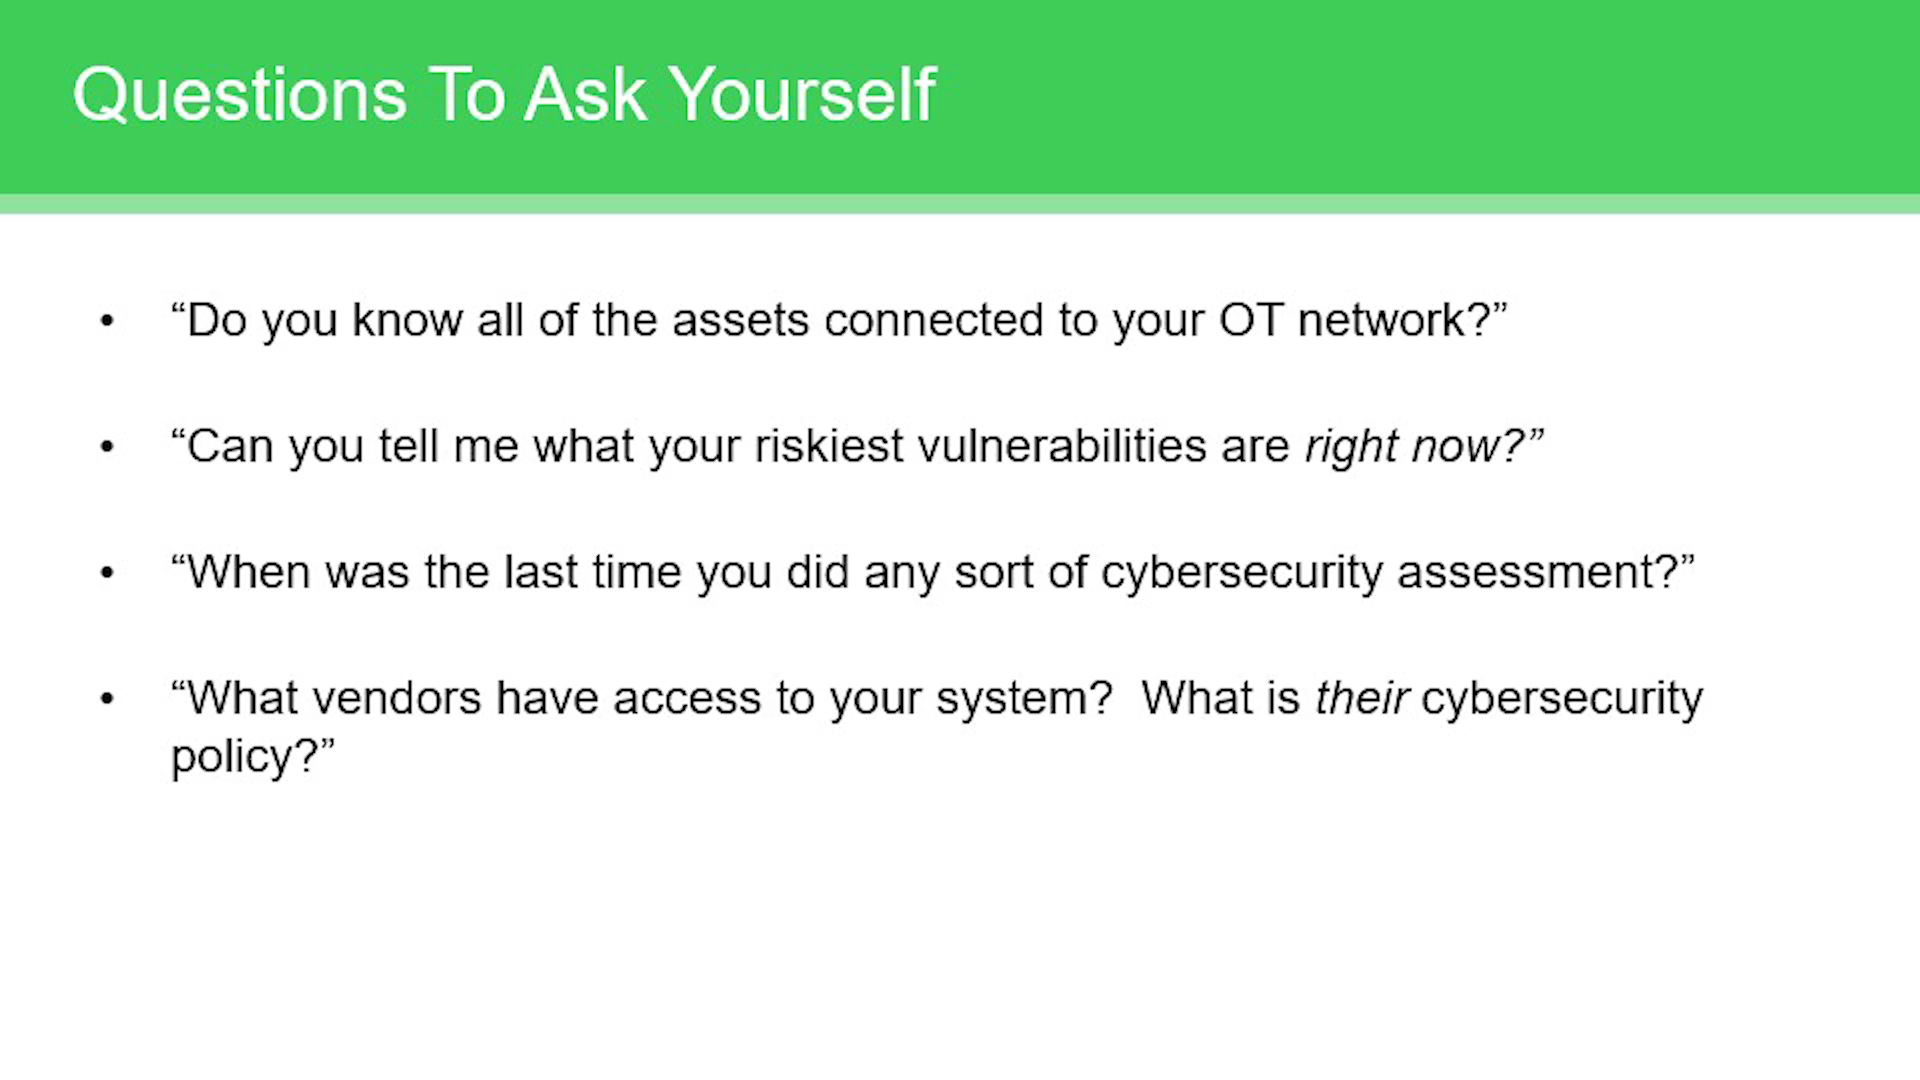 Questions To Ask Yourself
• “Do you know all of the assets connected to your OT network?”
• “Can you tell me what your riskiest vulnerabilities are right now?”
• “When was the last time you did any sort of cybersecurity assessment?”
• “What vendors have access to your system?  What is their cybersecurity
policy?”